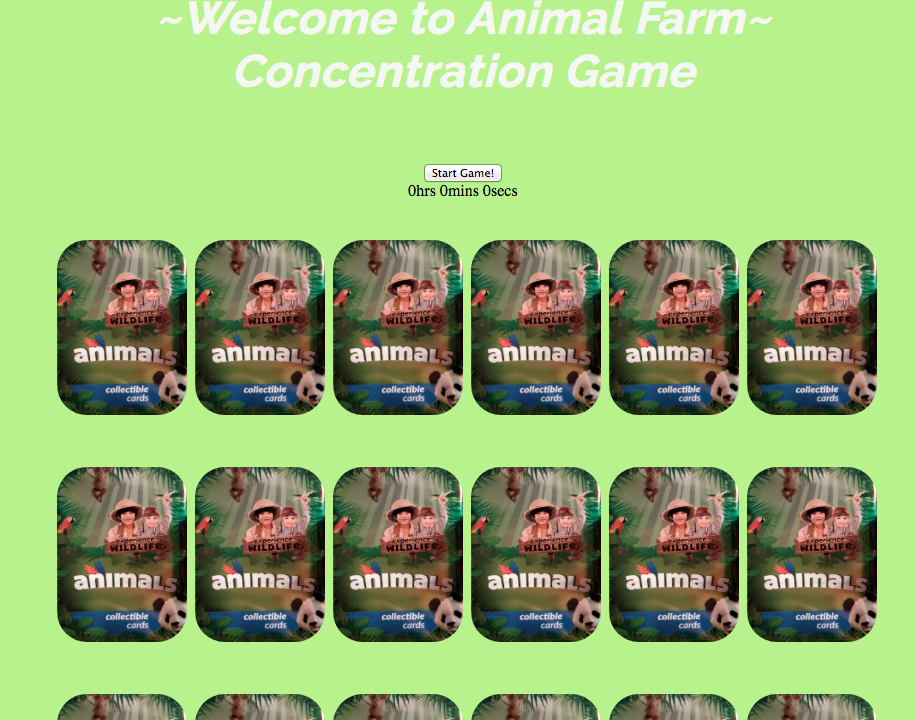 ~Welcome to Animal Farm~
Concentration Game
Start Game!
0hrs 0mins 0secs
experience
WILDLIFE
animals
collectible
cards
experience
WILDLIFE
animals
collectible
cards
experience
WILDLIFE
animals
collectible
cards
experience
WILDLIFE
animals
collectible
cards
experience
WILDLIFE
animals
collectible
cards
experience
WILDLIFE
animals
collectible
cards
experience
WILDLIFE
animals
collectible
cards
experience
WILDLIFE
animals
collectible
cards
experience
WILDLIFE
animals
collectible
cards
experience
WILDLIFE
animals
collectible
cards
experience
WILDLIFE
animals
collectible
cards
experience
WILDLIFE
animals
collectible
cards